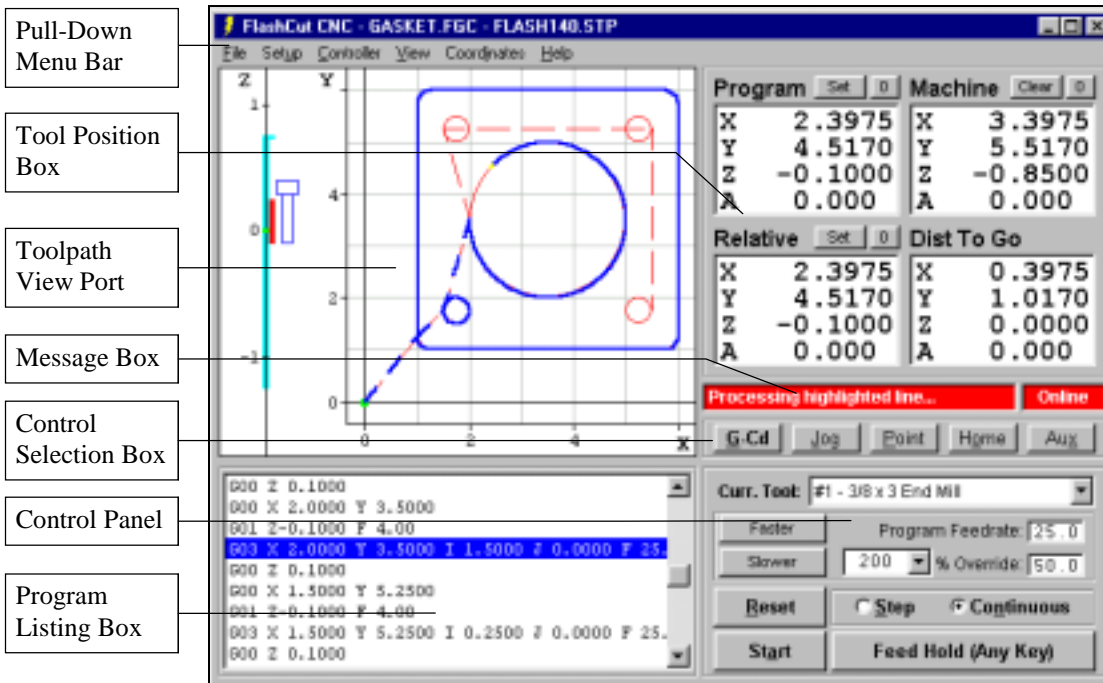 Pull-Down
Menu Bar
Tool Position
Box
Toolpath
View Port
Message Box
Control
Selection Box
Control Panel
Program
Listing Box
FlashCut CNC - GASKET.FGC - FLASH140.STP
File Setup Controller View Coordinates Help
Z Y
1
0
-1
4
2
0
0 2 4 X
Program Set 0 Machine Clear 0
X 2.3975 X 3.3975
Y 4.5170 Y 5.5170
Z -0.1000 Z -0.8500
A 0.000 A 0.000
Relative Set 0 Dist To Go
X 2.3975 X 0.3975
Y 4.5170 Y 1.0170
Z -0.1000 Z 0.0000
A 0.000 A 0.000
Processing highlighted line... Online
G-Cd Jog Point Home Aux
G00 Z 0.1000
G00 X 2.0000 Y 3.5000
G01 Z-0.1000 F 4.00
G03 X 2.0000 Y 3.5000 I 1.5000 J 0.0000 F 25.
G00 Z 0.1000
G00 X 1.5000 Y 5.2500
G01 Z-0.1000 F 4.00
G03 X 1.5000 Y 5.2500 I 0.2500 J 0.0000 F 25.
G00 Z 0.1000
Curr. Tool: #1 - 3/8 x 3 End Mill
Faster Program Feedrate: 25.0
Slower 200 % Override: 50.0
Reset Step Continuous
Start Feed Hold (Any Key)